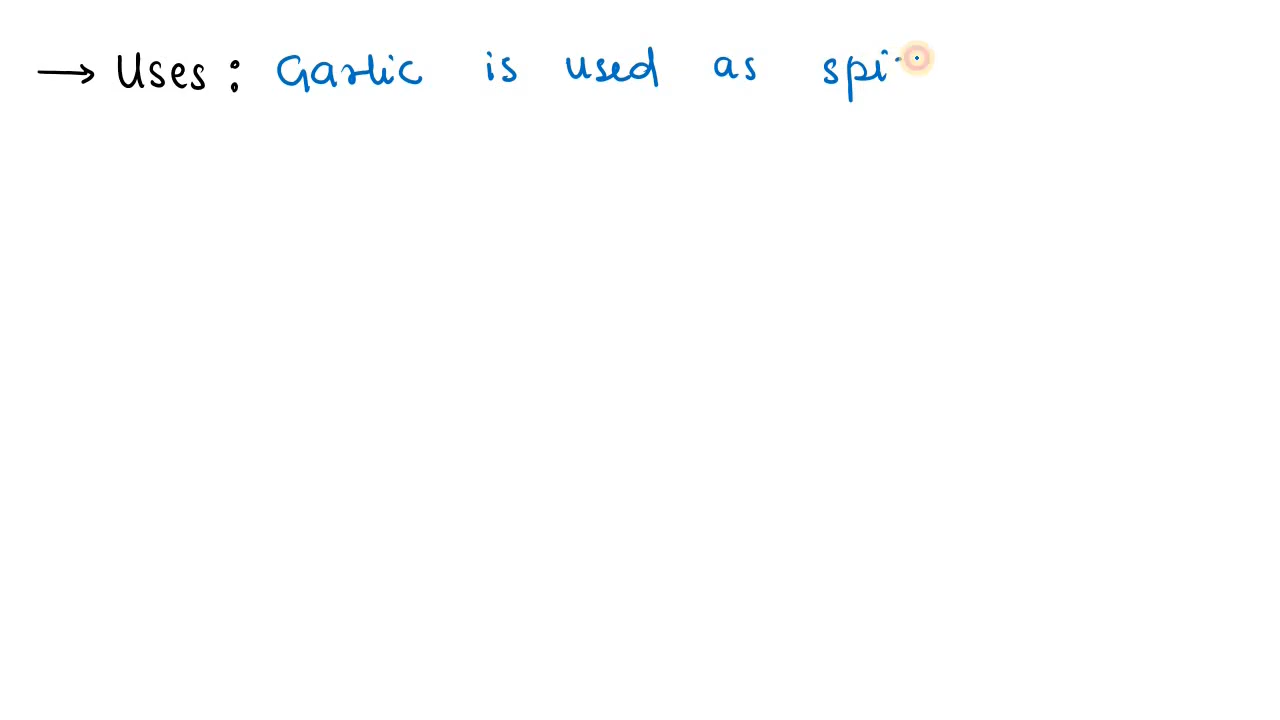 → Uses : Garlic is used as spi